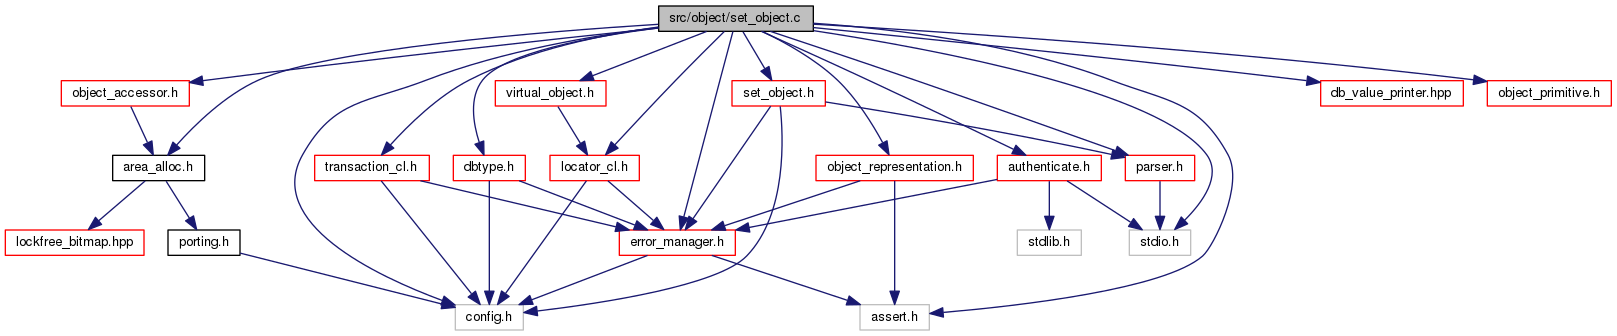 src/object/set_object.c
object_accessor.h
virtual_object.h
set_object.h
db_value_printer.hpp
object_primitive.h
area_alloc.h
transaction_cl.h
dbtype.h
locator_cl.h
object_representation.h
authenticate.h
parser.h
lockfree_bitmap.hpp
porting.h
error_manager.h
stdlib.h
stdio.h
config.h
assert.h